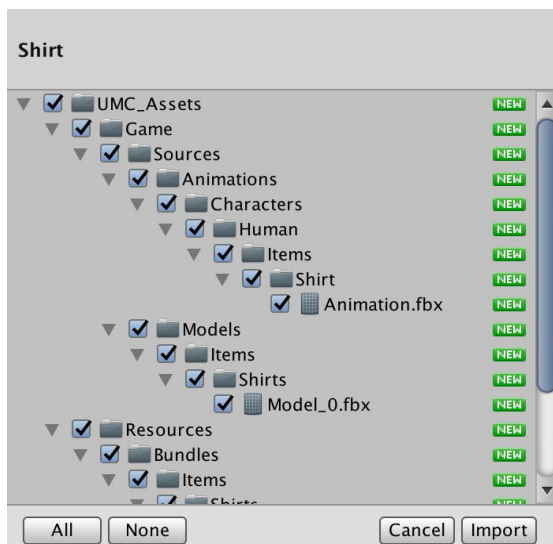 Shirt
UMC_Assets NEW
Game NEW
Sources NEW
Animations NEW
Characters NEW
Human NEW
Items NEW
Shirt NEW
Animation.fbx NEW
Models NEW
Items NEW
Shirts NEW
Model_0.fbx NEW
Resources NEW
Bundles NEW
Items NEW
Shirts NEW
All None Cancel Import